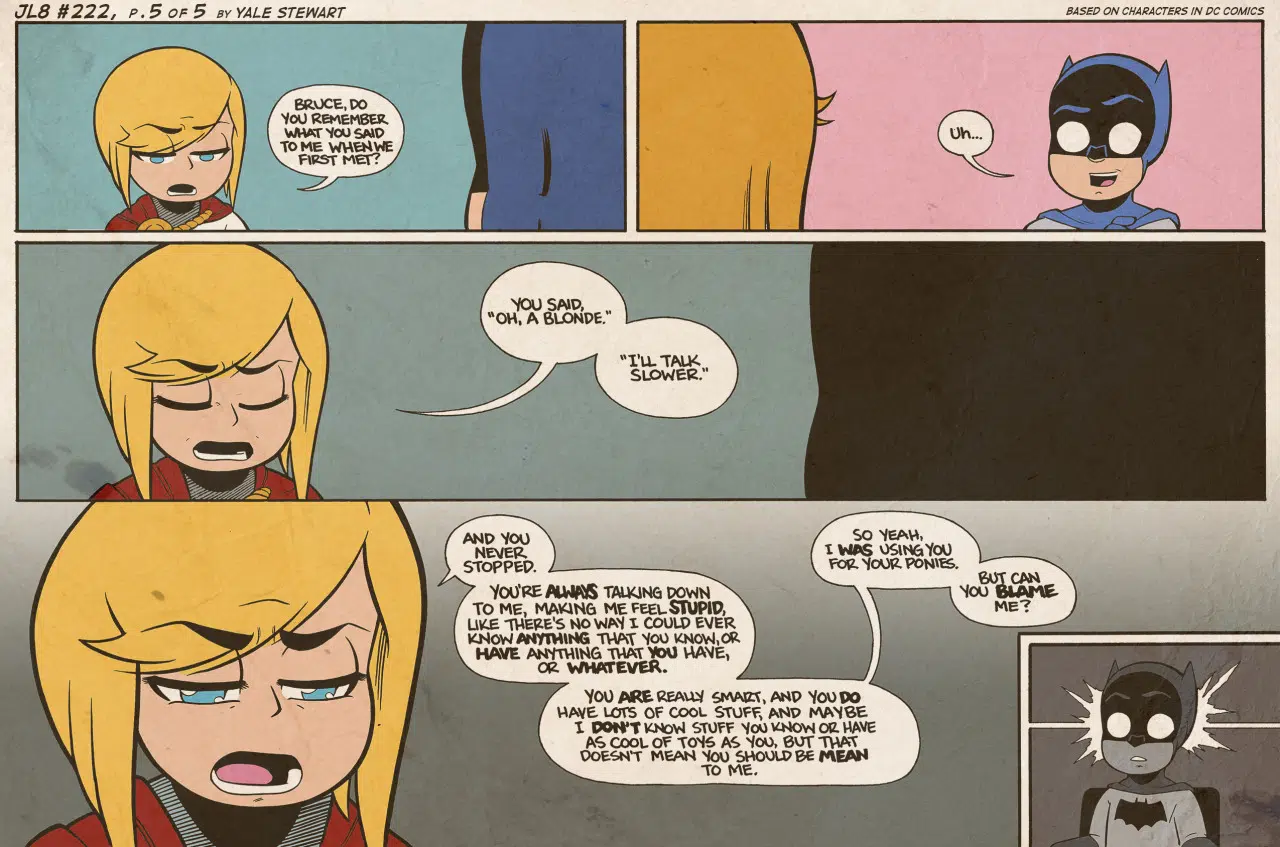 JL8 #222, P.5 OF 5 BY YALE STEWART
BASED ON CHARACTERS IN DC COMICS
BRUCE, DO
YOU REMEMBER
WHAT YOU SAID
TO ME WHEN WE
FIRST MET?
Uh...
YOU SAID,
"OH, A BLONDE."
"I'LL TALK
SLOWER."
AND YOU
NEVER
STOPPED.
YOU'RE ALWAYS TALKING DOWN
TO ME, MAKING ME FEEL STUPID,
LIKE THERE'S NO WAY I COULD EVER
KNOW ANYTHING THAT YOU KNOW, OR
HAVE ANYTHING THAT YOU HAVE,
OR WHATEVER.
YOU ARE REALLY SMART, AND YOU DO
HAVE LOTS OF COOL STUFF, AND MAYBE
I DON'T KNOW STUFF YOU KNOW OR HAVE
AS COOL OF TOYS AS YOU, BUT THAT
DOESN'T MEAN YOU SHOULD BE MEAN
TO ME.
SO YEAH,
I WAS USING YOU
FOR YOUR PONIES.
BUT CAN
YOU BLAME
ME?